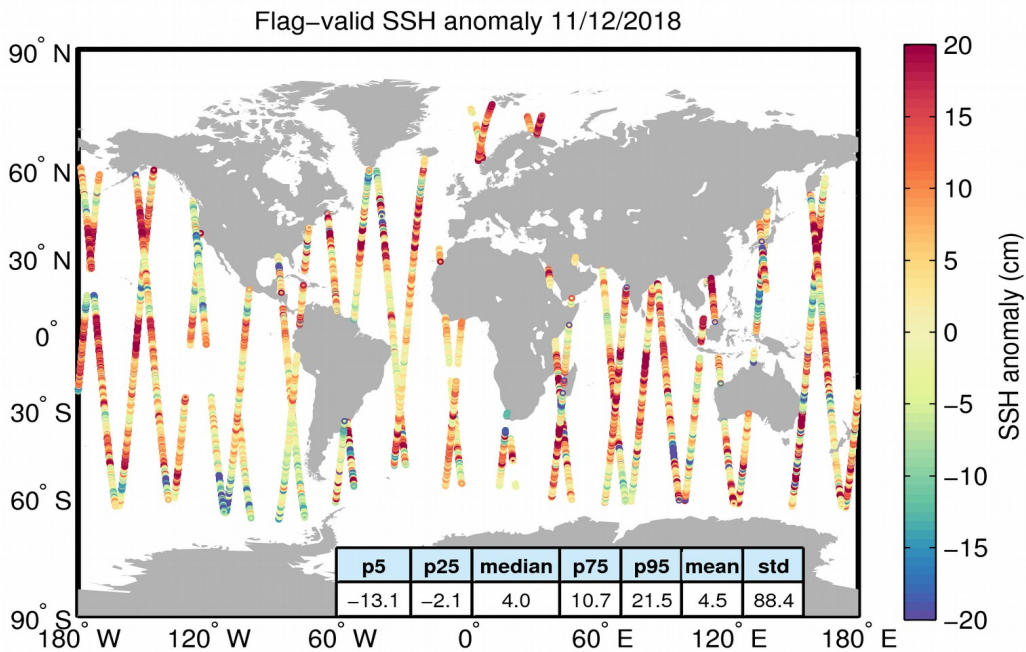 Flag−valid SSH anomaly 11/12/2018
90° N
60° N
30° N
0°
30° S
60° S
90° S
180° W 120° W 60° W 0° 60° E 120° E 180° E
p5 p25 median p75 p95 mean std
−13.1 −2.1 4.0 10.7 21.5 4.5 88.4
20
15
10
5
0
−5
−10
−15
−20
SSH anomaly (cm)